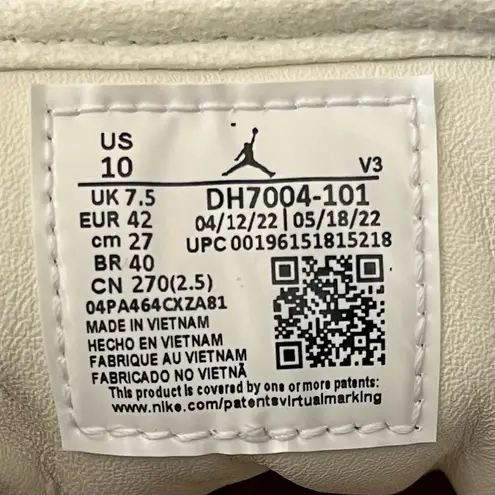 US
10
V3
UK 7.5
EUR 42
cm 27
BR 40
CN 270(2.5)
DH7004-101
04/12/22 | 05/18/22
UPC 00196151815218
04PA464CXZA81
MADE IN VIETNAM
HECHO EN VIETNAM
FABRIQUE AU VIETNAM
FABRICADO NO VIETNÃ
This product is covered by one or more patents:
www.nike.com/patentsvirtualmarking